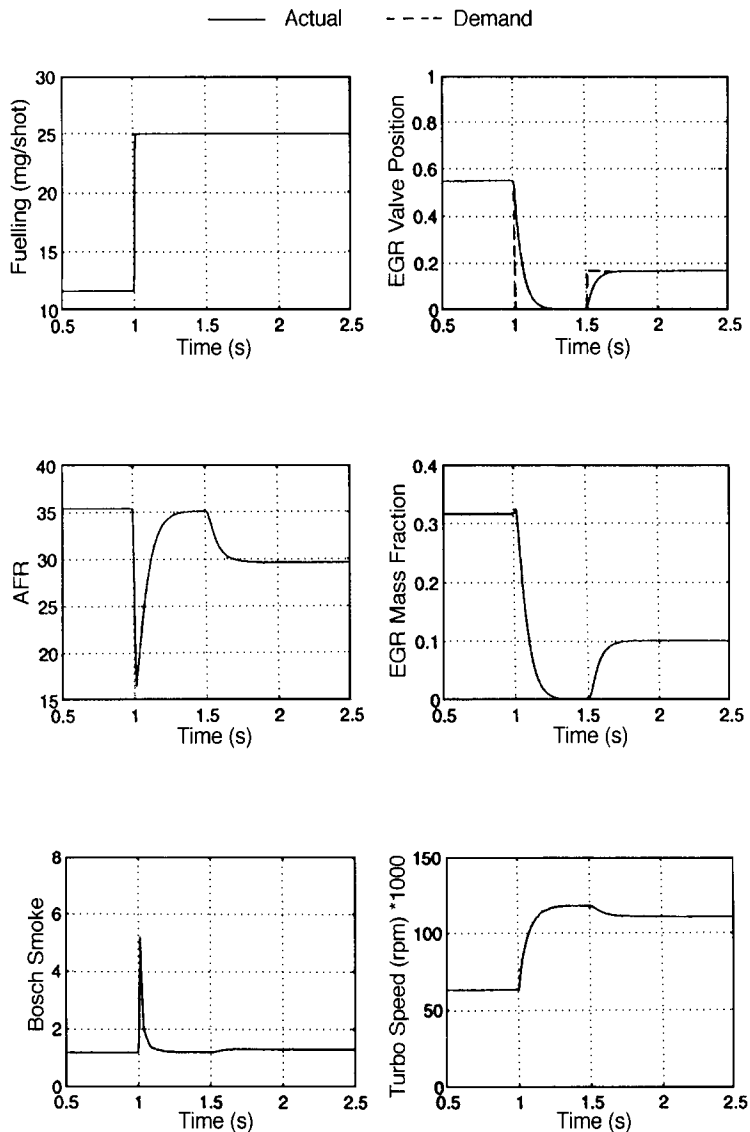 Actual
Demand
Fuelling (mg/shot)
30
25
20
15
10
0.5 1 1.5 2 2.5
Time (s)
EGR Valve Position
1
0.8
0.6
0.4
0.2
0
0.5 1 1.5 2 2.5
Time (s)
AFR
40
35
30
25
20
15
0.5 1 1.5 2 2.5
Time (s)
EGR Mass Fraction
0.4
0.3
0.2
0.1
0
0.5 1 1.5 2 2.5
Time (s)
Bosch Smoke
8
6
4
2
0
0.5 1 1.5 2 2.5
Time (s)
Turbo Speed (rpm) *1000
150
100
50
0
0.5 1 1.5 2 2.5
Time (s)